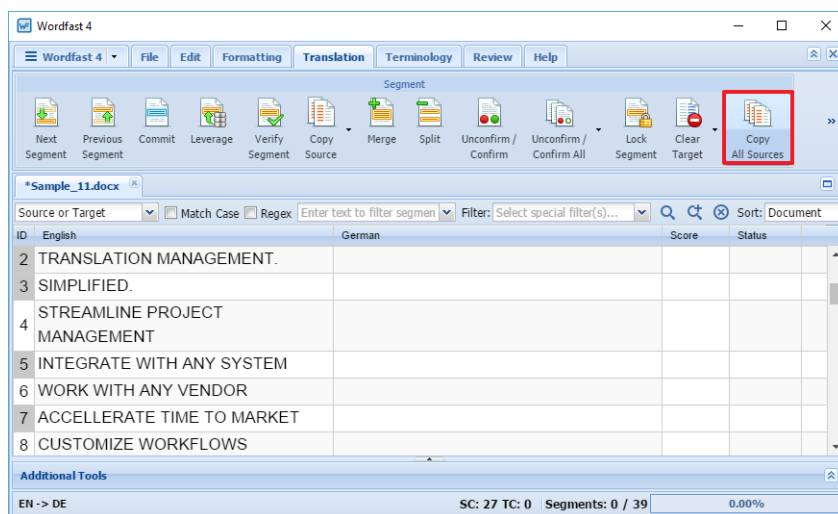 Wordfast 4
Wordfast 4 File Edit Formatting Translation Terminology Review Help
Segment
Next Segment Previous Segment Commit Leverage Verify Segment Copy Source Merge Split Unconfirm / Confirm Unconfirm / Confirm All Lock Segment Clear Target Copy All Sources »
*Sample_11.docx
Source or Target Match Case Regex Enter text to filter segmen Filter: Select special filter(s)... Sort: Document
ID English German Score Status
2 TRANSLATION MANAGEMENT.
3 SIMPLIFIED.
4 STREAMLINE PROJECT
MANAGEMENT
5 INTEGRATE WITH ANY SYSTEM
6 WORK WITH ANY VENDOR
7 ACCELLERATE TIME TO MARKET
8 CUSTOMIZE WORKFLOWS
Additional Tools
EN -> DE SC: 27 TC: 0 Segments: 0 / 39 0.00%